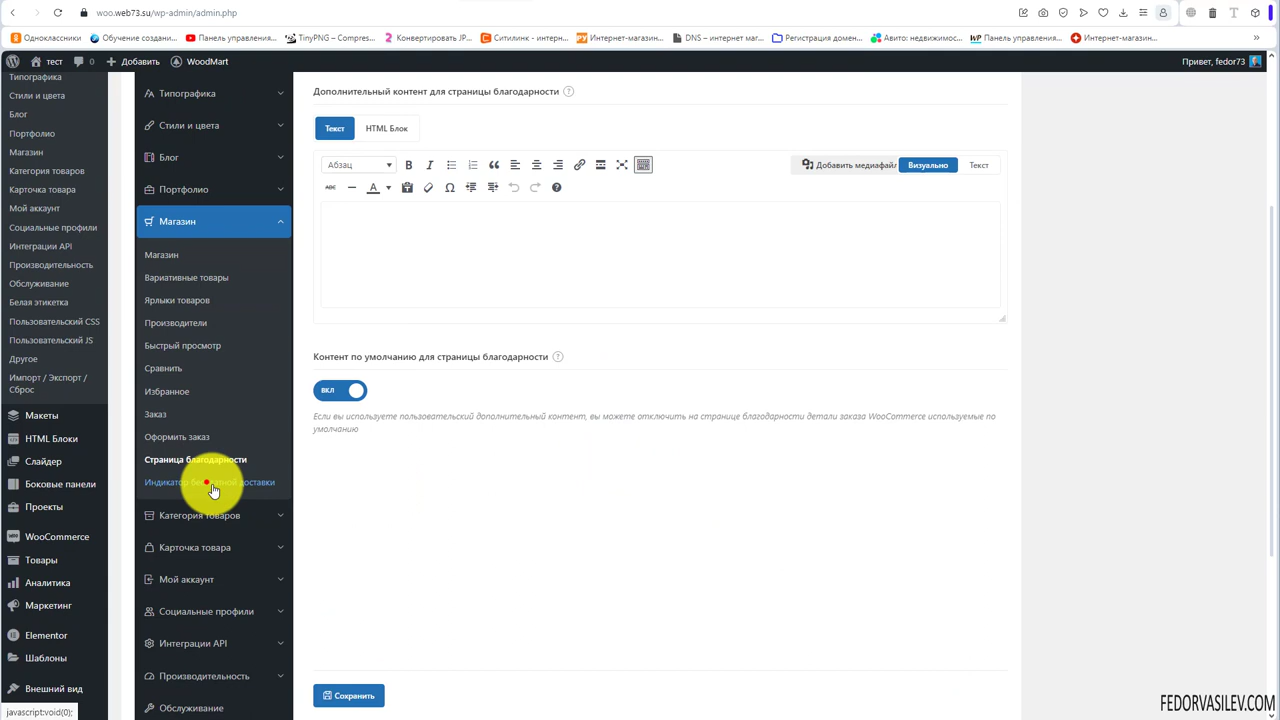 woo.web73.su/wp-admin/admin.php
Одноклассники
Обучение создани...
Панель управления...
TinyPNG – Compres...
Конвертировать JP...
Ситилинк - интерн...
Интернет-магазин...
DNS – интернет маг...
Регистрация домен...
Авито: недвижимос...
Панель управления...
Интернет-магазин...
тест
0
Добавить
WoodMart
Привет, fedor73
Типографика
Стили и цвета
Блог
Портфолио
Магазин
Категория товаров
Карточка товара
Мой аккаунт
Социальные профили
Интеграции API
Производительность
Обслуживание
Белая этикетка
Пользовательский CSS
Пользовательский JS
Другое
Импорт / Экспорт /
Сброс
Макеты
HTML Блоки
Слайдер
Боковые панели
Проекты
WooCommerce
Товары
Аналитика
Маркетинг
Elementor
Шаблоны
Внешний вид
javascript:void(0);
Типографика
Стили и цвета
Блог
Портфолио
Магазин
Магазин
Вариативные товары
Ярлыки товаров
Производители
Быстрый просмотр
Сравнить
Избранное
Заказ
Оформить заказ
Страница благодарности
Индикатор бесплатной доставки
Категория товаров
Карточка товара
Мой аккаунт
Социальные профили
Интеграции API
Производительность
Обслуживание
Дополнительный контент для страницы благодарности
Текст
HTML Блок
Абзац
Добавить медиафайл
Визуально
Текст
Контент по умолчанию для страницы благодарности
ВКЛ
Если вы используете пользовательский дополнительный контент, вы можете отключить на странице благодарности детали заказа WooCommerce используемые по
умолчанию
Сохранить
FEDORVASILEV.COM